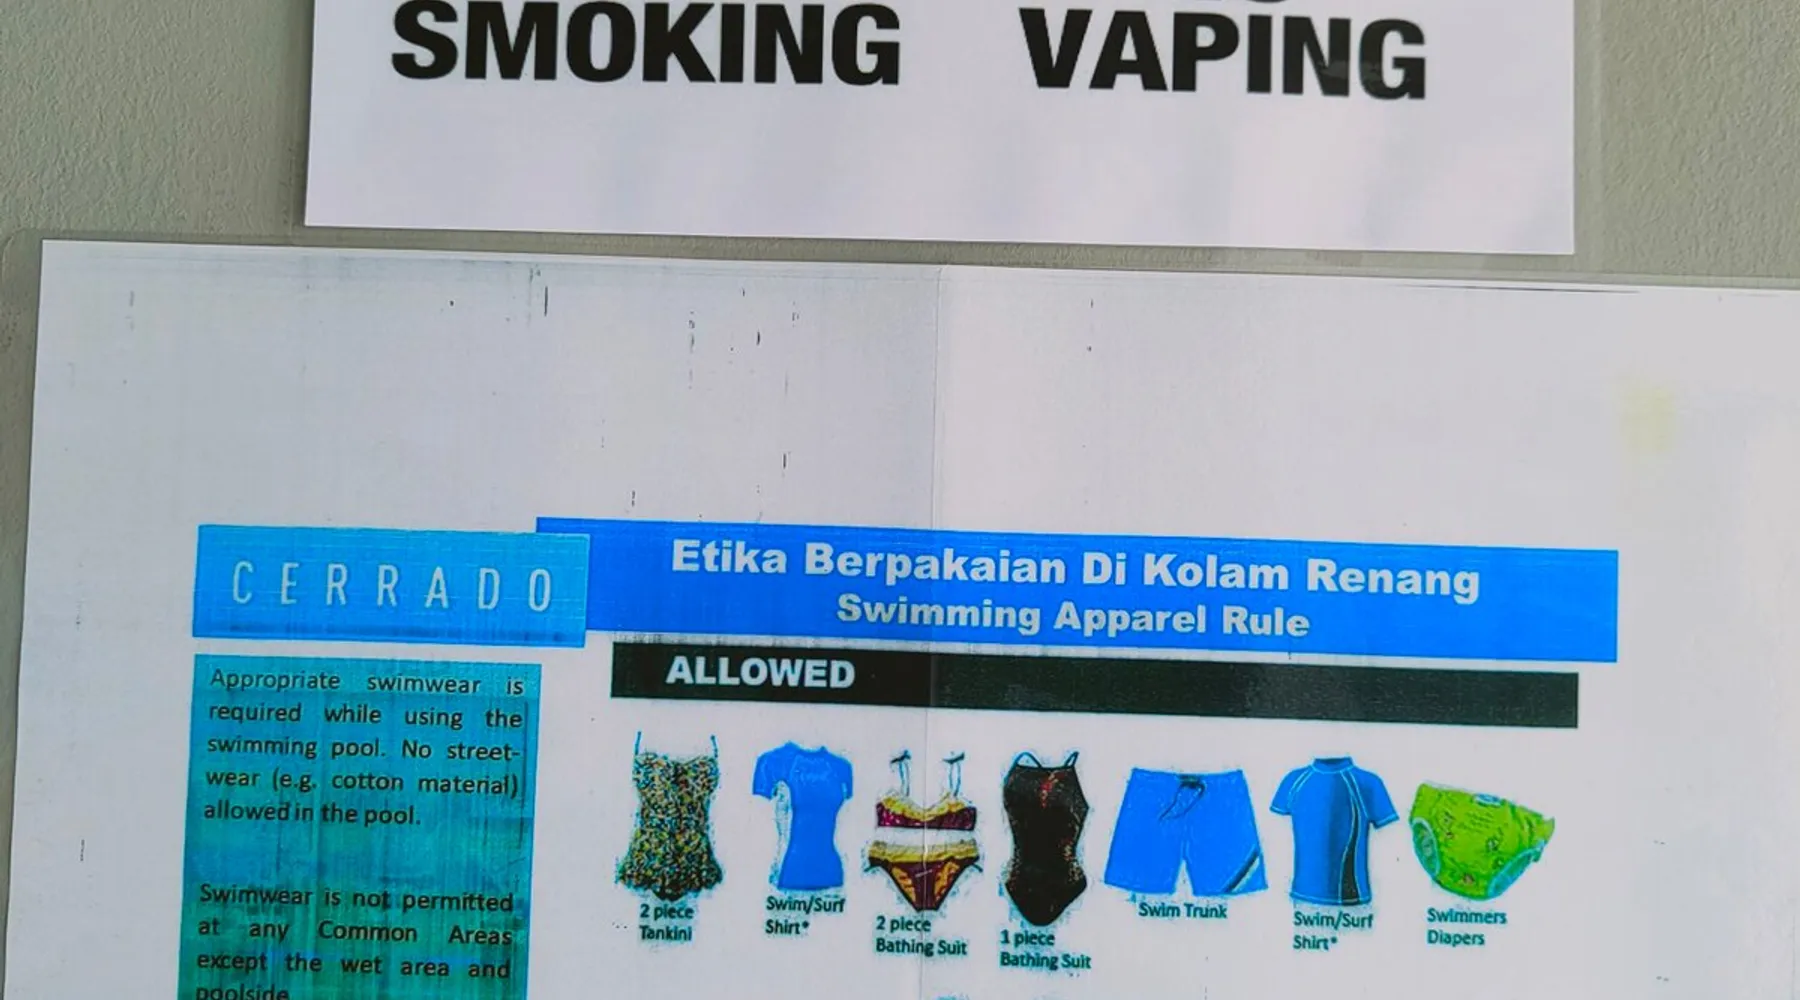 SMOKING VAPING
CERRADO
Etika Berpakaian Di Kolam Renang
Swimming Apparel Rule
Appropriate swimwear is
required while using the
swimming pool. No street-
wear (e.g. cotton material)
allowed in the pool.
Swimwear is not permitted
at any Common Areas
except the wet area and
poolside
ALLOWED
2 piece
Tankini
Swim/Surf
Shirt*
2 piece
Bathing Suit
1 piece
Bathing Suit
Swim Trunk
Swim/Surf
Shirt*
Swimmers
Diapers